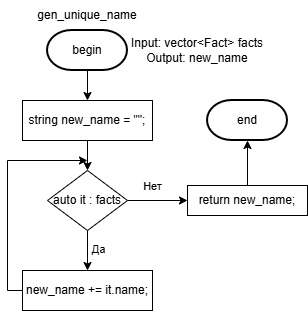 gen_unique_name
begin
Input: vector<Fact> facts
Output: new_name
string new_name = "";
end
auto it : facts
Нет
return new_name;
Да
new_name += it.name;